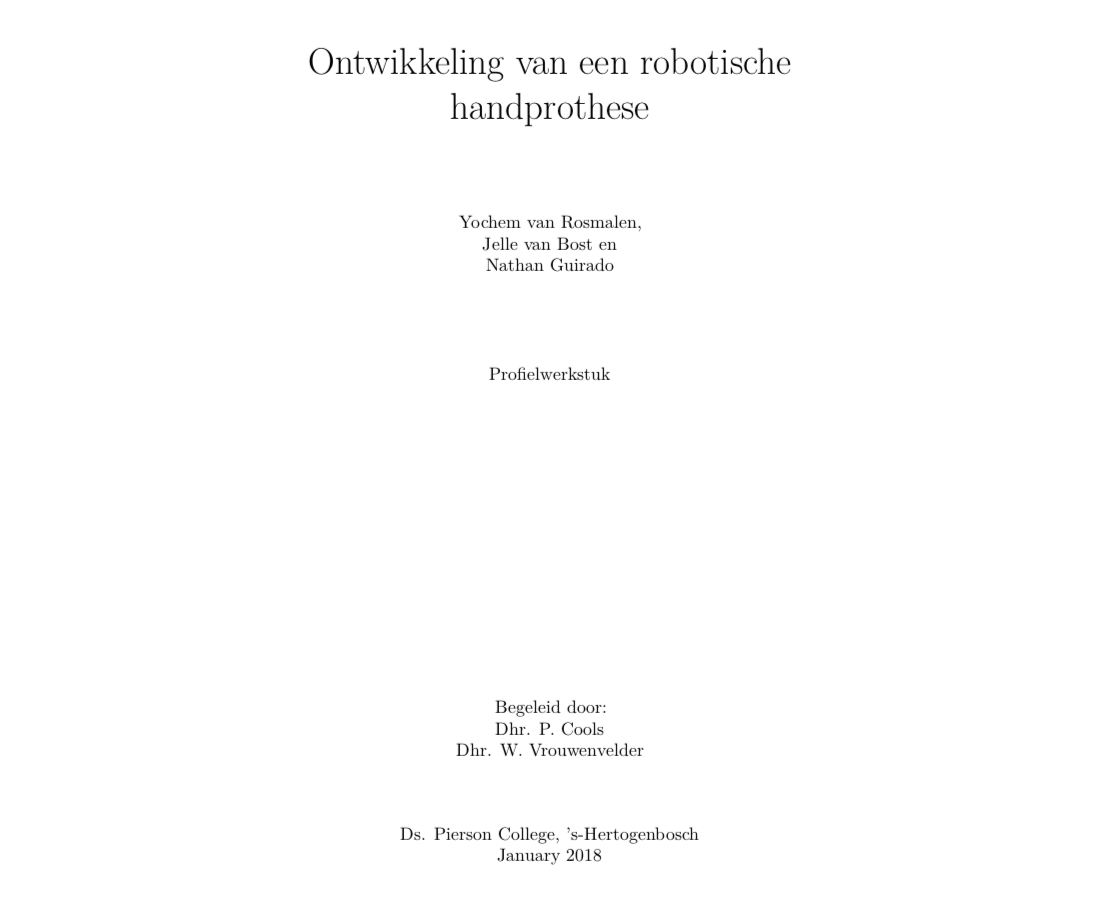 Ontwikkeling van een robotische
handprothese
Yochem van Rosmalen,
Jelle van Bost en
Nathan Guirado
Profielwerkstuk
Begeleid door:
Dhr. P. Cools
Dhr. W. Vrouwenvelder
Ds. Pierson College, 's-Hertogenbosch
January 2018